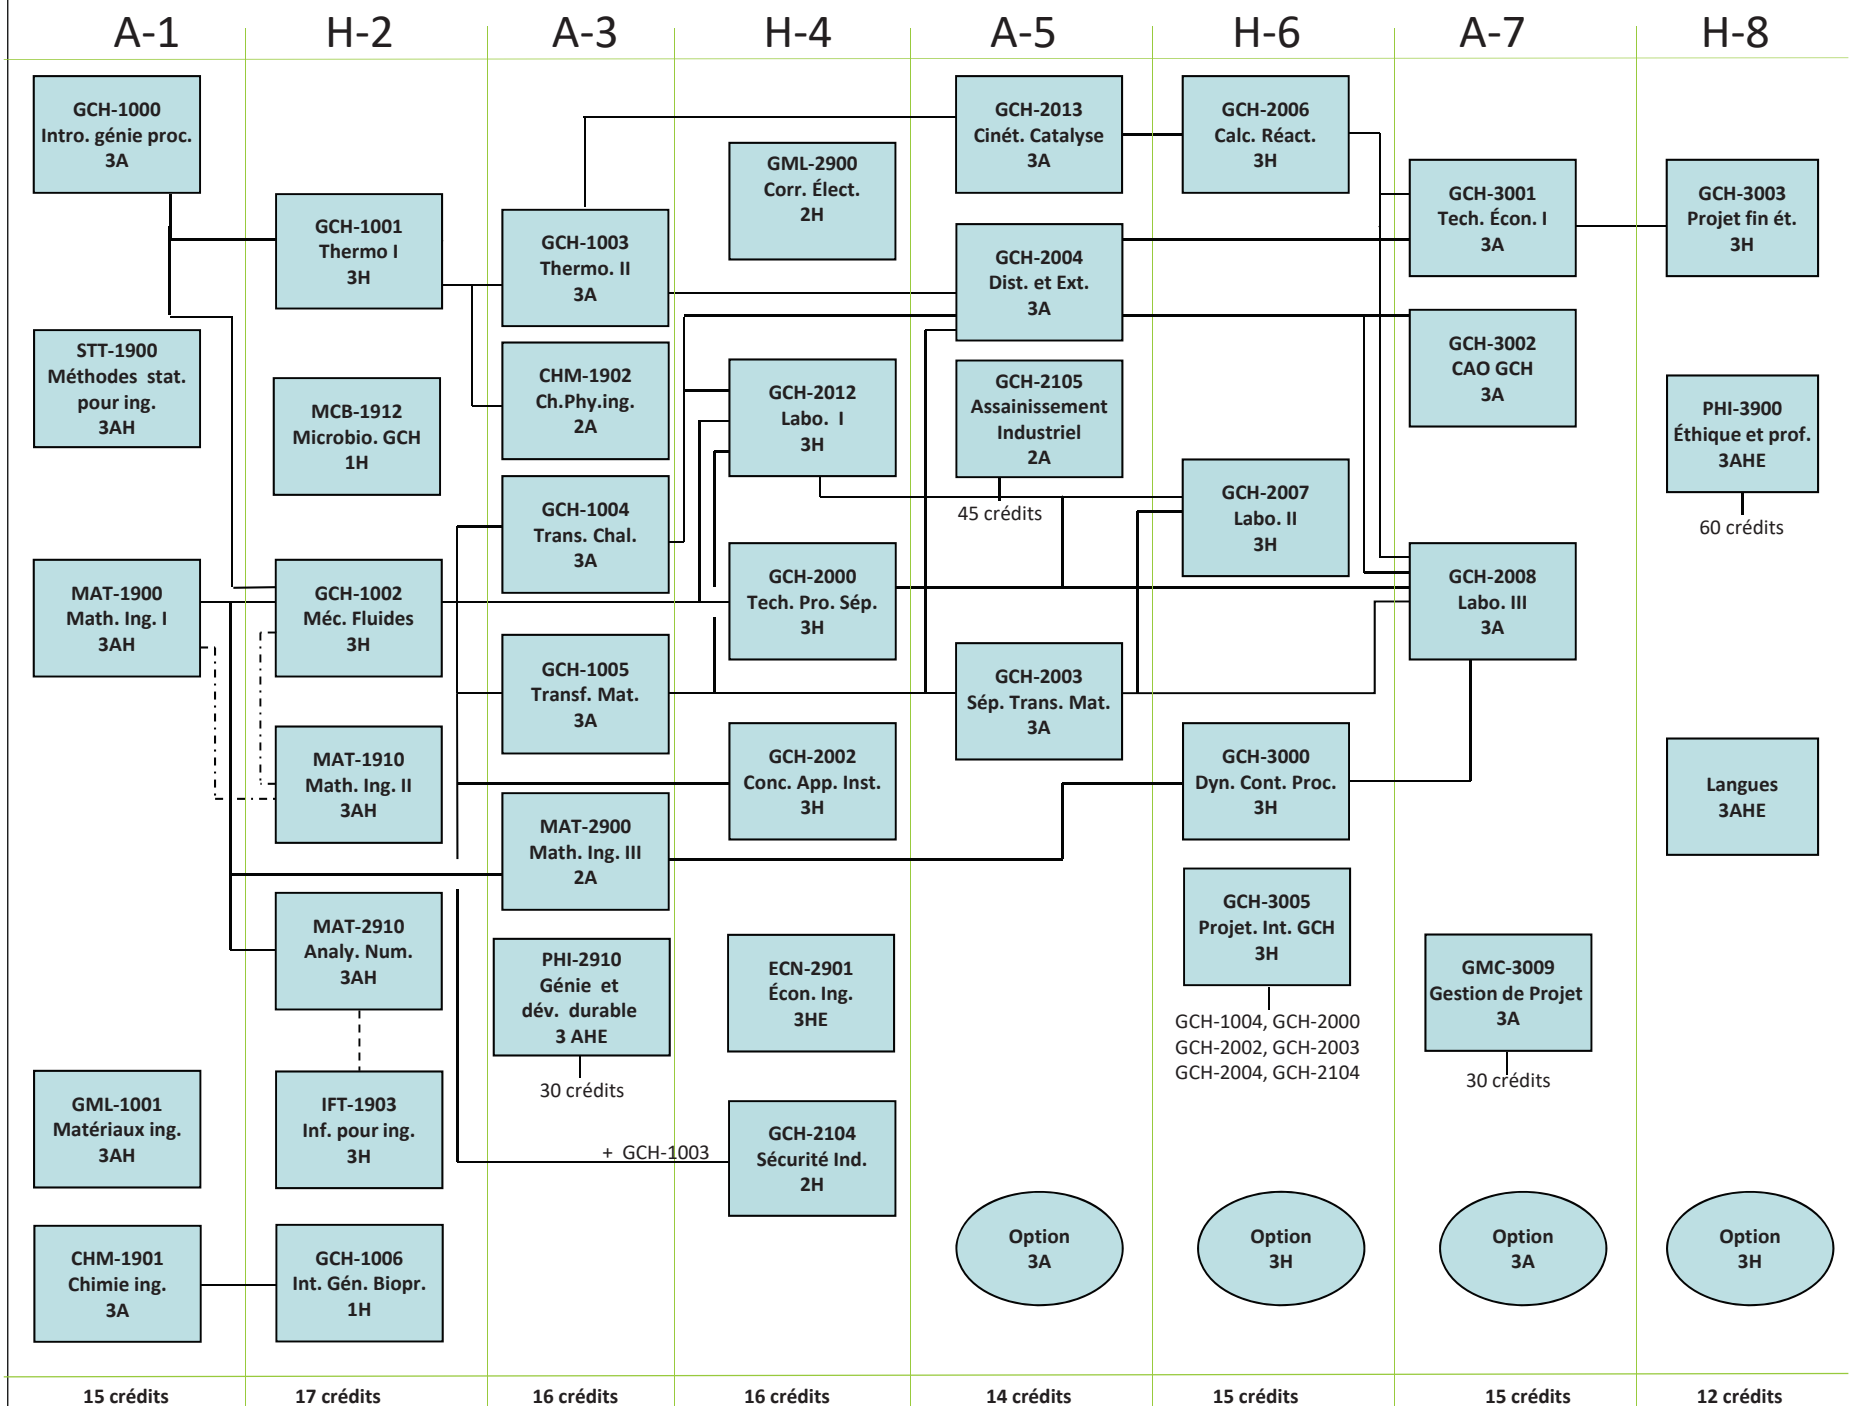 A-1
H-2
A-3
H-4
A-5
H-6
A-7
H-8
GCH-1000
Intro. génie proc.
3A
STT-1900
Méthodes stat.
pour ing.
3AH
MAT-1900
Math. Ing. I
3AH
GML-1001
Matériaux ing.
3AH
CHM-1901
Chimie ing.
3A
15 crédits
GCH-1001
Thermo I
3H
MCB-1912
Microbio. GCH
1H
GCH-1002
Méc. Fluides
3H
MAT-1910
Math. Ing. II
3AH
MAT-2910
Analy. Num.
3AH
IFT-1903
Inf. pour ing.
3H
GCH-1006
Int. Gén. Biopr.
1H
17 crédits
GCH-1003
Thermo. II
3A
CHM-1902
Ch.Phy.ing.
2A
GCH-1004
Trans. Chal.
3A
GCH-1005
Transf. Mat.
3A
MAT-2900
Math. Ing. III
2A
PHI-2910
Génie et
dév. durable
3 AHE
30 crédits
+ GCH-1003
16 crédits
GML-2900
Corr. Élect.
2H
GCH-2012
Labo. I
3H
GCH-2000
Tech. Pro. Sép.
3H
GCH-2002
Conc. App. Inst.
3H
ECN-2901
Écon. Ing.
3HE
GCH-2104
Sécurité Ind.
2H
16 crédits
GCH-2013
Cinét. Catalyse
3A
GCH-2004
Dist. et Ext.
3A
GCH-2105
Assainissement
Industriel
2A
45 crédits
GCH-2003
Sép. Trans. Mat.
3A
Option
3A
14 crédits
GCH-2006
Calc. Réact.
3H
GCH-2007
Labo. II
3H
GCH-3000
Dyn. Cont. Proc.
3H
GCH-3005
Projet. Int. GCH
3H
GCH-1004, GCH-2000
GCH-2002, GCH-2003
GCH-2004, GCH-2104
Option
3H
15 crédits
GCH-3001
Tech. Écon. I
3A
GCH-3002
CAO GCH
3A
GCH-2008
Labo. III
3A
GMC-3009
Gestion de Projet
3A
30 crédits
Option
3A
15 crédits
GCH-3003
Projet fin ét.
3H
PHI-3900
Éthique et prof.
3AHE
60 crédits
Langues
3AHE
Option
3H
12 crédits